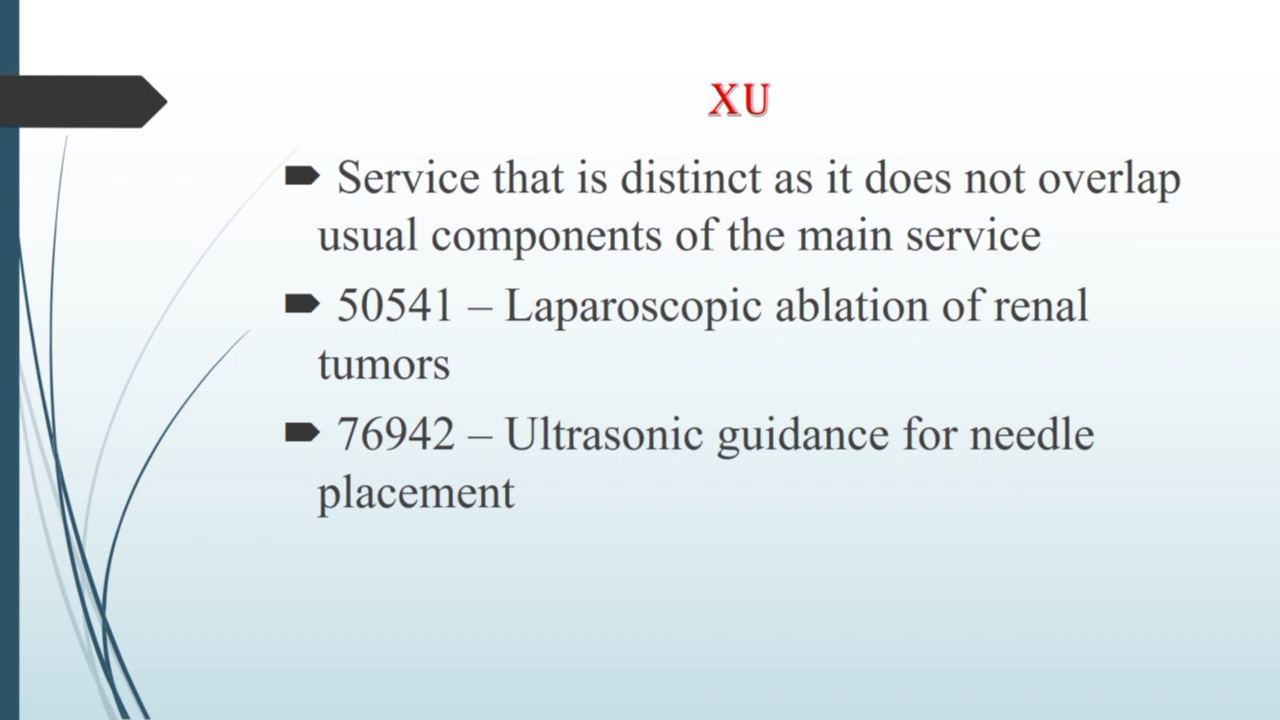 XU
Service that is distinct as it does not overlap
usual components of the main service
50541 – Laparoscopic ablation of renal
tumors
76942 – Ultrasonic guidance for needle
placement